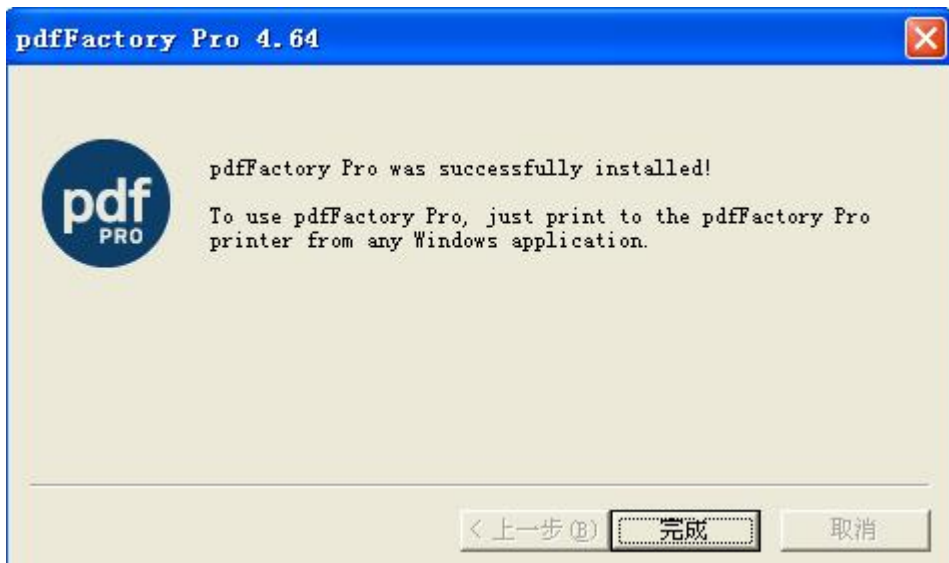 pdfFactory Pro 4.64
pdf
PRO
pdfFactory Pro was successfully installed!
To use pdfFactory Pro, just print to the pdfFactory Pro
printer from any Windows application.
< 上一步(B) 完成 取消